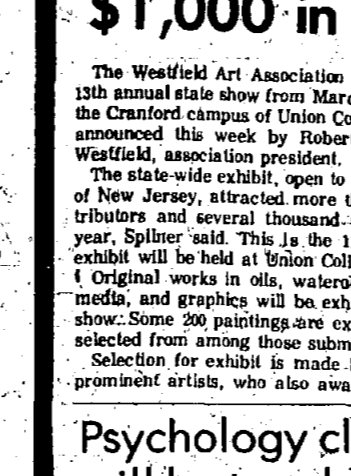 $1,000 in
The Westfield Art Association
13th annual state show from Marc
the Cranford campus of Union Co
announced this week by Rober
Westfield, association president.
The state-wide exhibit, open to
of New Jersey, attracted more t
tributors and several thousand
year, Spilner said. This is the 1
exhibit will be held at Union Coll
Original works in oils, waterco
media, and graphics will be exh
show. Some 200 paintings are ex
selected from among those subm
Selection for exhibit is made
prominent artists, who also awa
Psychology cl